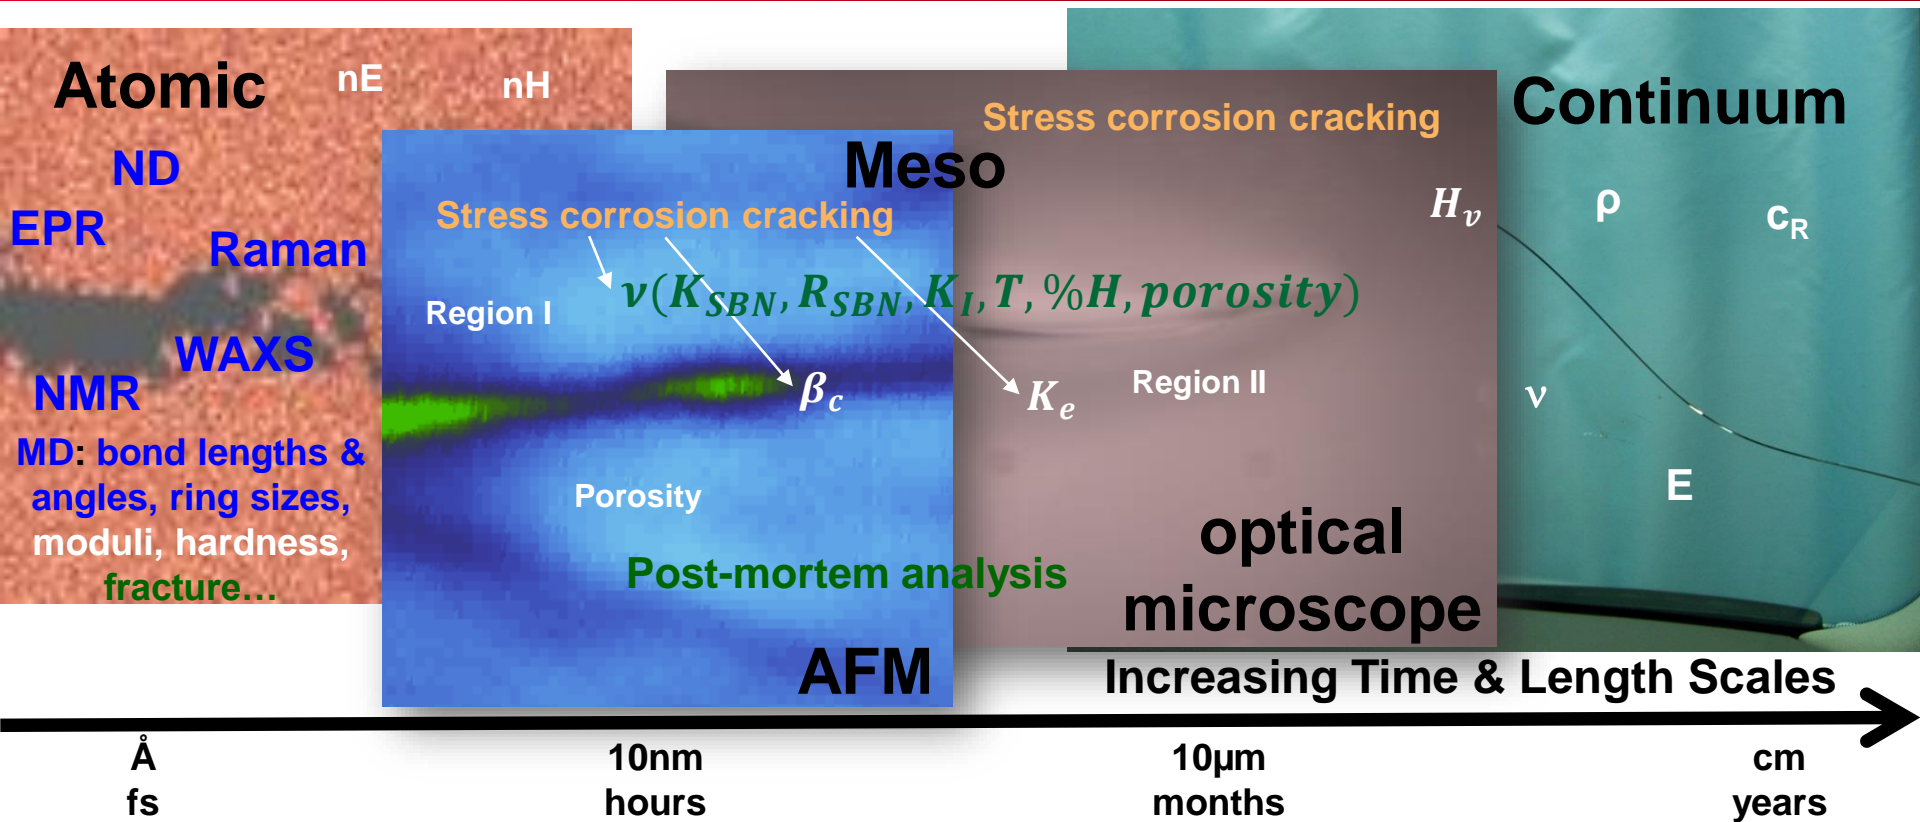 Atomic
nE
nH
ND
EPR
Raman
WAXS
NMR
MD: bond lengths &
angles, ring sizes,
moduli, hardness,
fracture…
Meso
Stress corrosion cracking
Stress corrosion cracking
Region I
ν(K_SBN, R_SBN, K_I, T, %H, porosity)
β_c
K_e
Region II
Porosity
Post-mortem analysis
AFM
optical
microscope
Continuum
H_ν
ρ
c_R
ν
E
Increasing Time & Length Scales
Å
fs
10nm
hours
10µm
months
cm
years